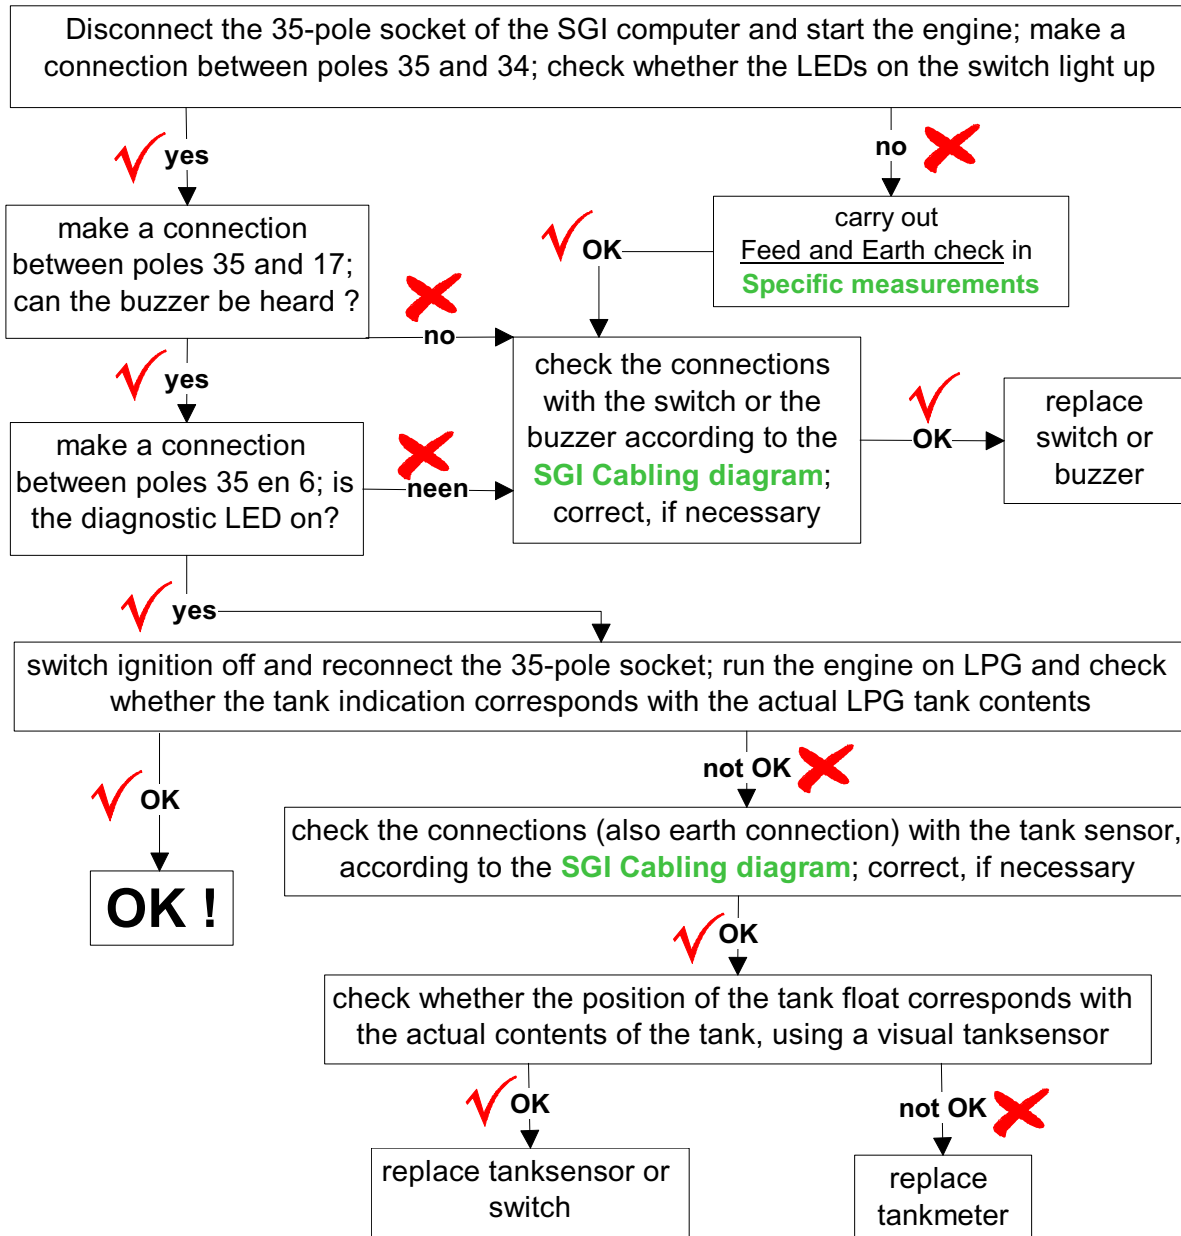 Disconnect the 35-pole socket of the SGI computer and start the engine; make a
connection between poles 35 and 34; check whether the LEDs on the switch light up
yes
no
make a connection
between poles 35 and 17;
can the buzzer be heard ?
carry out
Feed and Earth check in
Specific measurements
OK
no
yes
check the connections
with the switch or the
buzzer according to the
SGI Cabling diagram;
correct, if necessary
OK
replace
switch or
buzzer
make a connection
between poles 35 en 6; is
the diagnostic LED on?
neen
yes
switch ignition off and reconnect the 35-pole socket; run the engine on LPG and check
whether the tank indication corresponds with the actual LPG tank contents
OK
not OK
OK !
check the connections (also earth connection) with the tank sensor,
according to the SGI Cabling diagram; correct, if necessary
OK
check whether the position of the tank float corresponds with
the actual contents of the tank, using a visual tanksensor
OK
not OK
replace tanksensor or
switch
replace
tankmeter